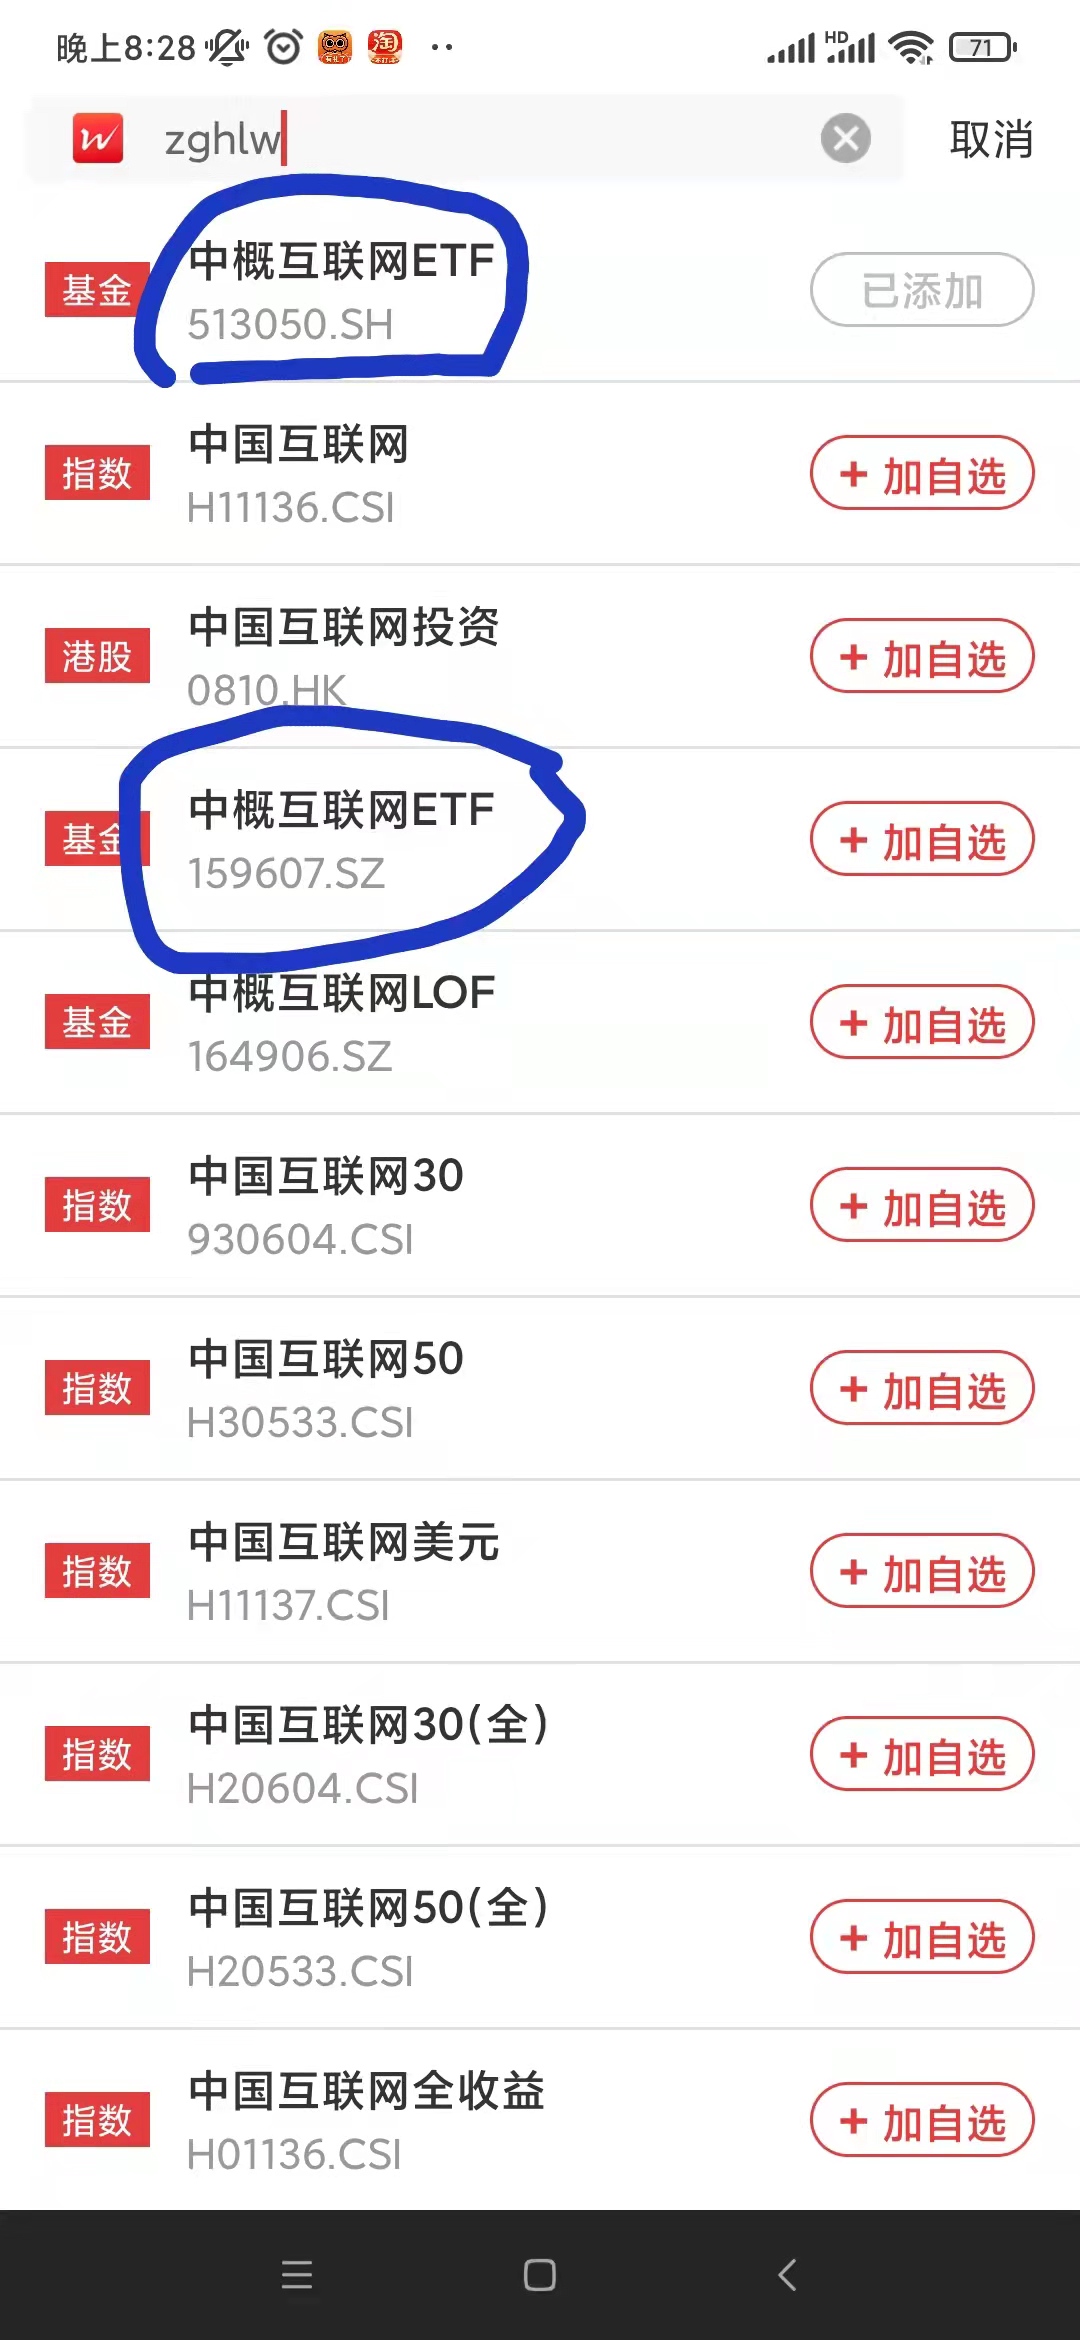 晚上8:28 HD 71
zghlw 取消
基金 中概互联网ETF 已添加
513050.SH
指数 中国互联网 + 加自选
H11136.CSI
港股 中国互联网投资 + 加自选
0810.HK
基金 中概互联网ETF + 加自选
159607.SZ
基金 中概互联网LOF + 加自选
164906.SZ
指数 中国互联网30 + 加自选
930604.CSI
指数 中国互联网50 + 加自选
H30533.CSI
指数 中国互联网美元 + 加自选
H11137.CSI
指数 中国互联网30(全) + 加自选
H20604.CSI
指数 中国互联网50(全) + 加自选
H20533.CSI
指数 中国互联网全收益 + 加自选
H01136.CSI